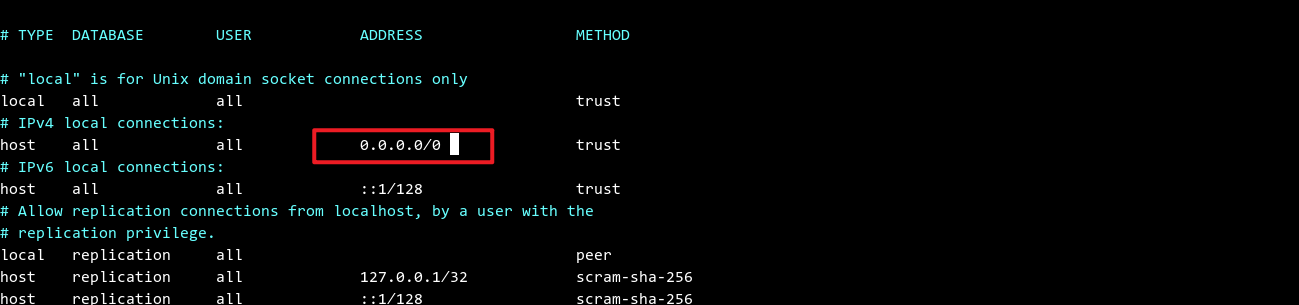 # TYPE  DATABASE        USER            ADDRESS                 METHOD
# "local" is for Unix domain socket connections only
local   all             all                                     trust
# IPv4 local connections:
host    all             all             0.0.0.0/0               trust
# IPv6 local connections:
host    all             all             ::1/128                 trust
# Allow replication connections from localhost, by a user with the
# replication privilege.
local   replication     all                                     peer
host    replication     all             127.0.0.1/32            scram-sha-256
host    replication     all             ::1/128                 scram-sha-256